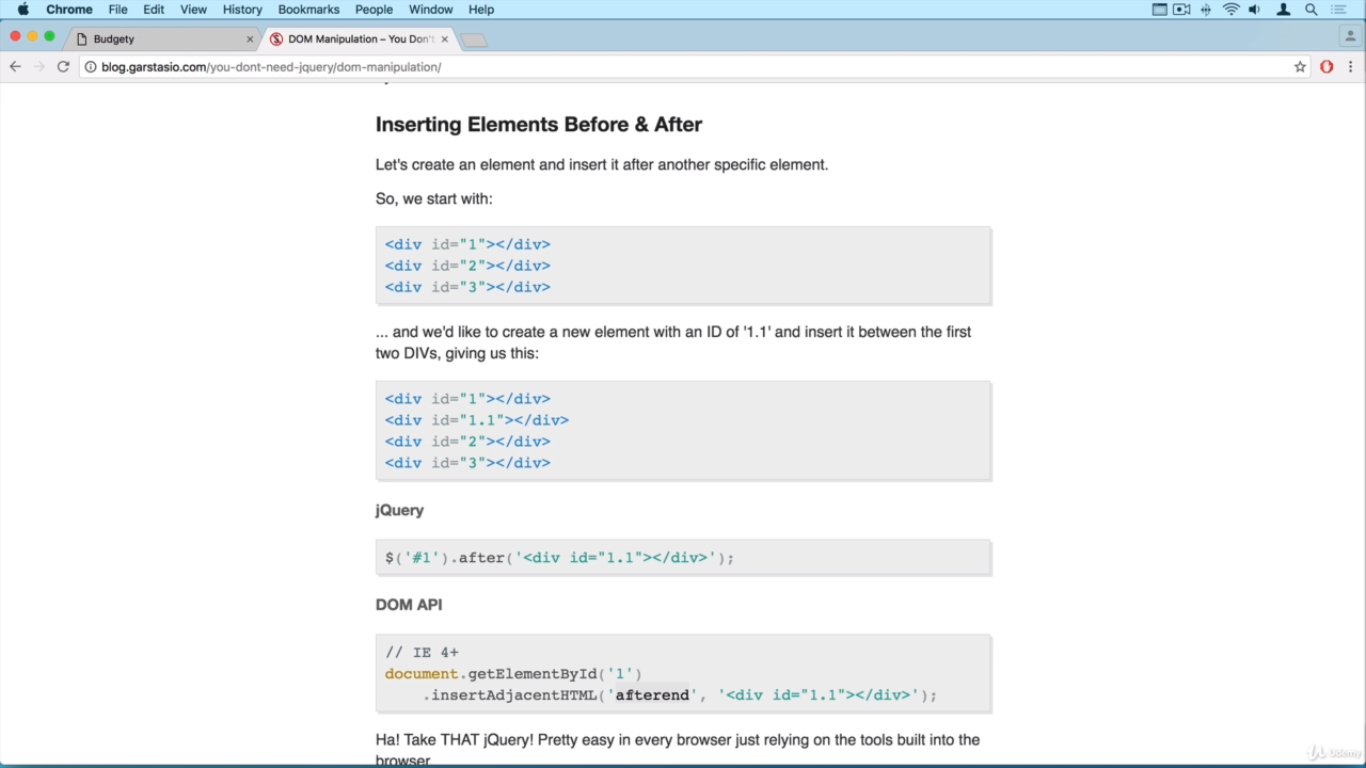 Chrome File Edit View History Bookmarks People Window Help
Budgety
DOM Manipulation – You Don't
blog.garstasio.com/you-dont-need-jquery/dom-manipulation/
Inserting Elements Before & After
Let's create an element and insert it after another specific element.
So, we start with:
<div id="1"></div>
<div id="2"></div>
<div id="3"></div>
... and we'd like to create a new element with an ID of '1.1' and insert it between the first
two DIVs, giving us this:
<div id="1"></div>
<div id="1.1"></div>
<div id="2"></div>
<div id="3"></div>
jQuery
$('#1').after('<div id="1.1"></div>');
DOM API
// IE 4+
document.getElementById('1')
.insertAdjacentHTML('afterend', '<div id="1.1"></div>');
Ha! Take THAT jQuery! Pretty easy in every browser just relying on the tools built into the
browser
Udemy